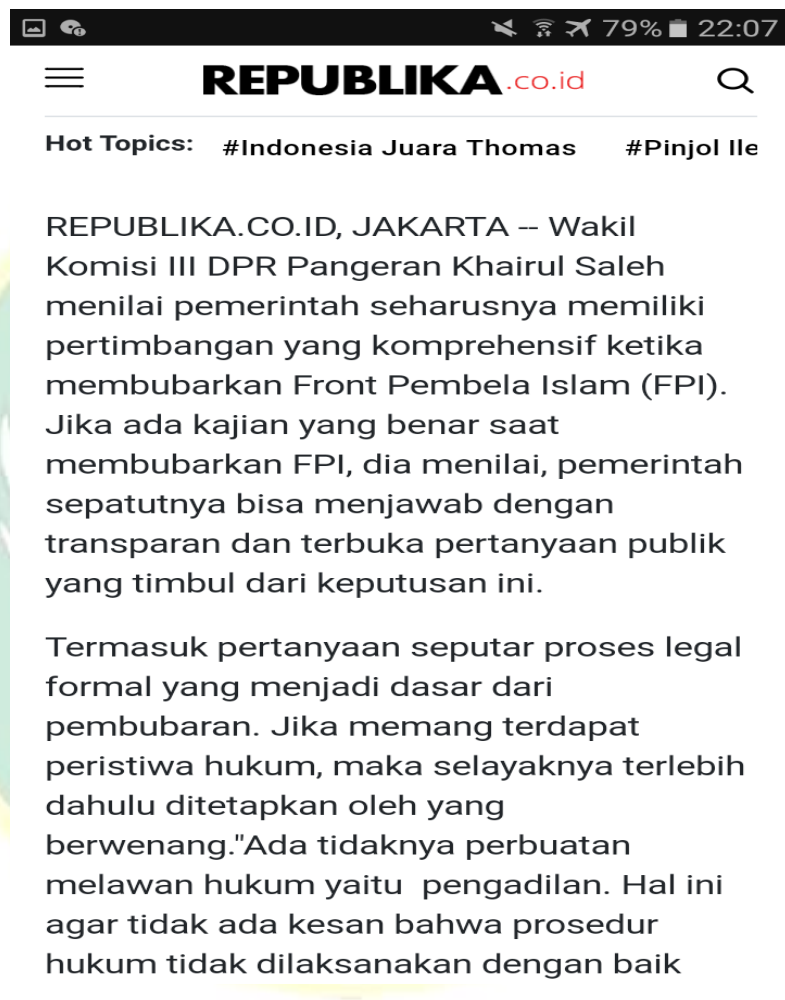 79% 22:07
REPUBLIKA.co.id
Hot Topics: #Indonesia Juara Thomas #Pinjol Ile
REPUBLIKA.CO.ID, JAKARTA -- Wakil
Komisi III DPR Pangeran Khairul Saleh
menilai pemerintah seharusnya memiliki
pertimbangan yang komprehensif ketika
membubarkan Front Pembela Islam (FPI).
Jika ada kajian yang benar saat
membubarkan FPI, dia menilai, pemerintah
sepatutnya bisa menjawab dengan
transparan dan terbuka pertanyaan publik
yang timbul dari keputusan ini.
Termasuk pertanyaan seputar proses legal
formal yang menjadi dasar dari
pembubaran. Jika memang terdapat
peristiwa hukum, maka selayaknya terlebih
dahulu ditetapkan oleh yang
berwenang."Ada tidaknya perbuatan
melawan hukum yaitu  pengadilan. Hal ini
agar tidak ada kesan bahwa prosedur
hukum tidak dilaksanakan dengan baik